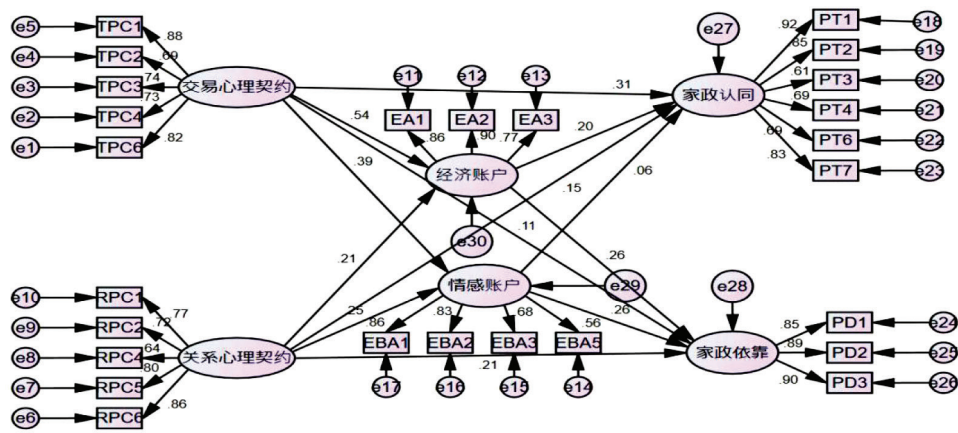 e5 TPC1 .88
e4 TPC2 .69
e3 TPC3 .74
e2 TPC4 .73
e1 TPC6 .82
交易心理契约
e11 e12 e13
EA1 EA2 EA3
.86 .90 .77
经济账户
e30
e27
家政认同
.92 PT1 e18
.85 PT2 e19
.61 PT3 e20
.69 PT4 e21
.69 PT6 e22
.83 PT7 e23
.31
.54
.20
.39
.06
.15
.11
.21
.26
.25
.26
.21
e10 RPC1 .77
e9 RPC2 .72
e8 RPC4 .64
e7 RPC5 .80
e6 RPC6 .86
关系心理契约
情感账户
e29
.86 .83 .68 .56
EBA1 EBA2 EBA3 EBA5
e17 e16 e15 e14
e28
家政依靠
.85 PD1 e24
.89 PD2 e25
.90 PD3 e26